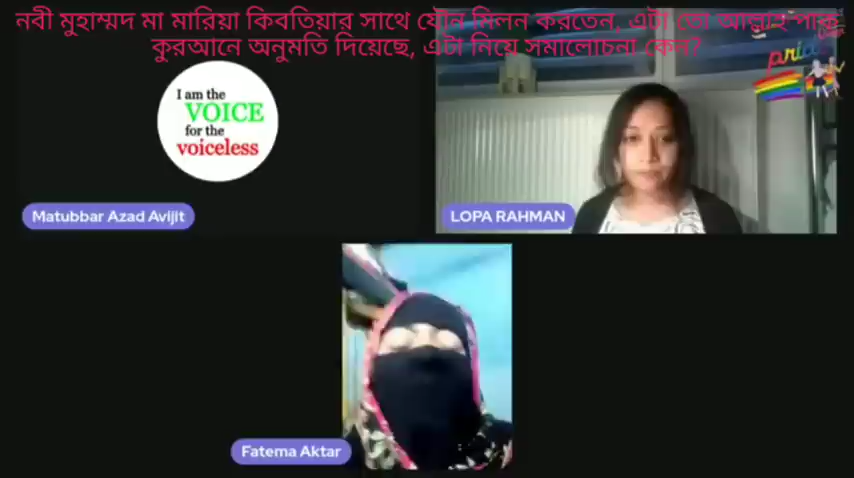 নবী মুহাম্মদ মা মারিয়া কিবতিয়ার সাথে যৌন মিলন করতেন, এটা তো আল্লাহ পাক
কুরআনে অনুমতি দিয়েছে, এটা নিয়ে সমালোচনা কেন?
I am the
VOICE
for the
voiceless
pride
Matubbar Azad Avijit
LOPA RAHMAN
Fatema Aktar